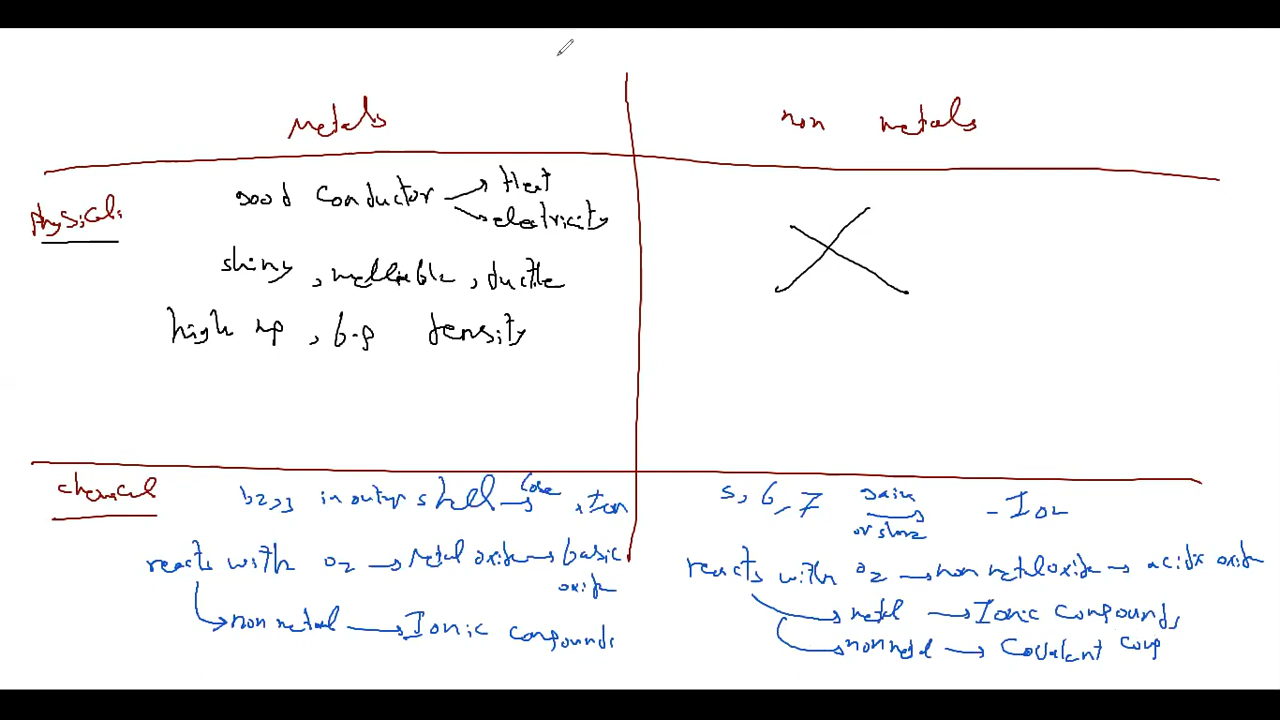 Metals
non metals
Physical:
good conductor → Heat
→ electricity
shiny, melliable, ductile
high mp, b.p density
chemical
1,2,3 in outer shell → lose + Ion
reacts with O2 → Metal oxide → basic
oxide
→ non metal → Ionic compounds
5, 6, 7 gain
or share → - Ion
reacts with O2 → non metal oxide → acidic oxide
→ metal → Ionic compounds
→ nonmetal → Covalent comp